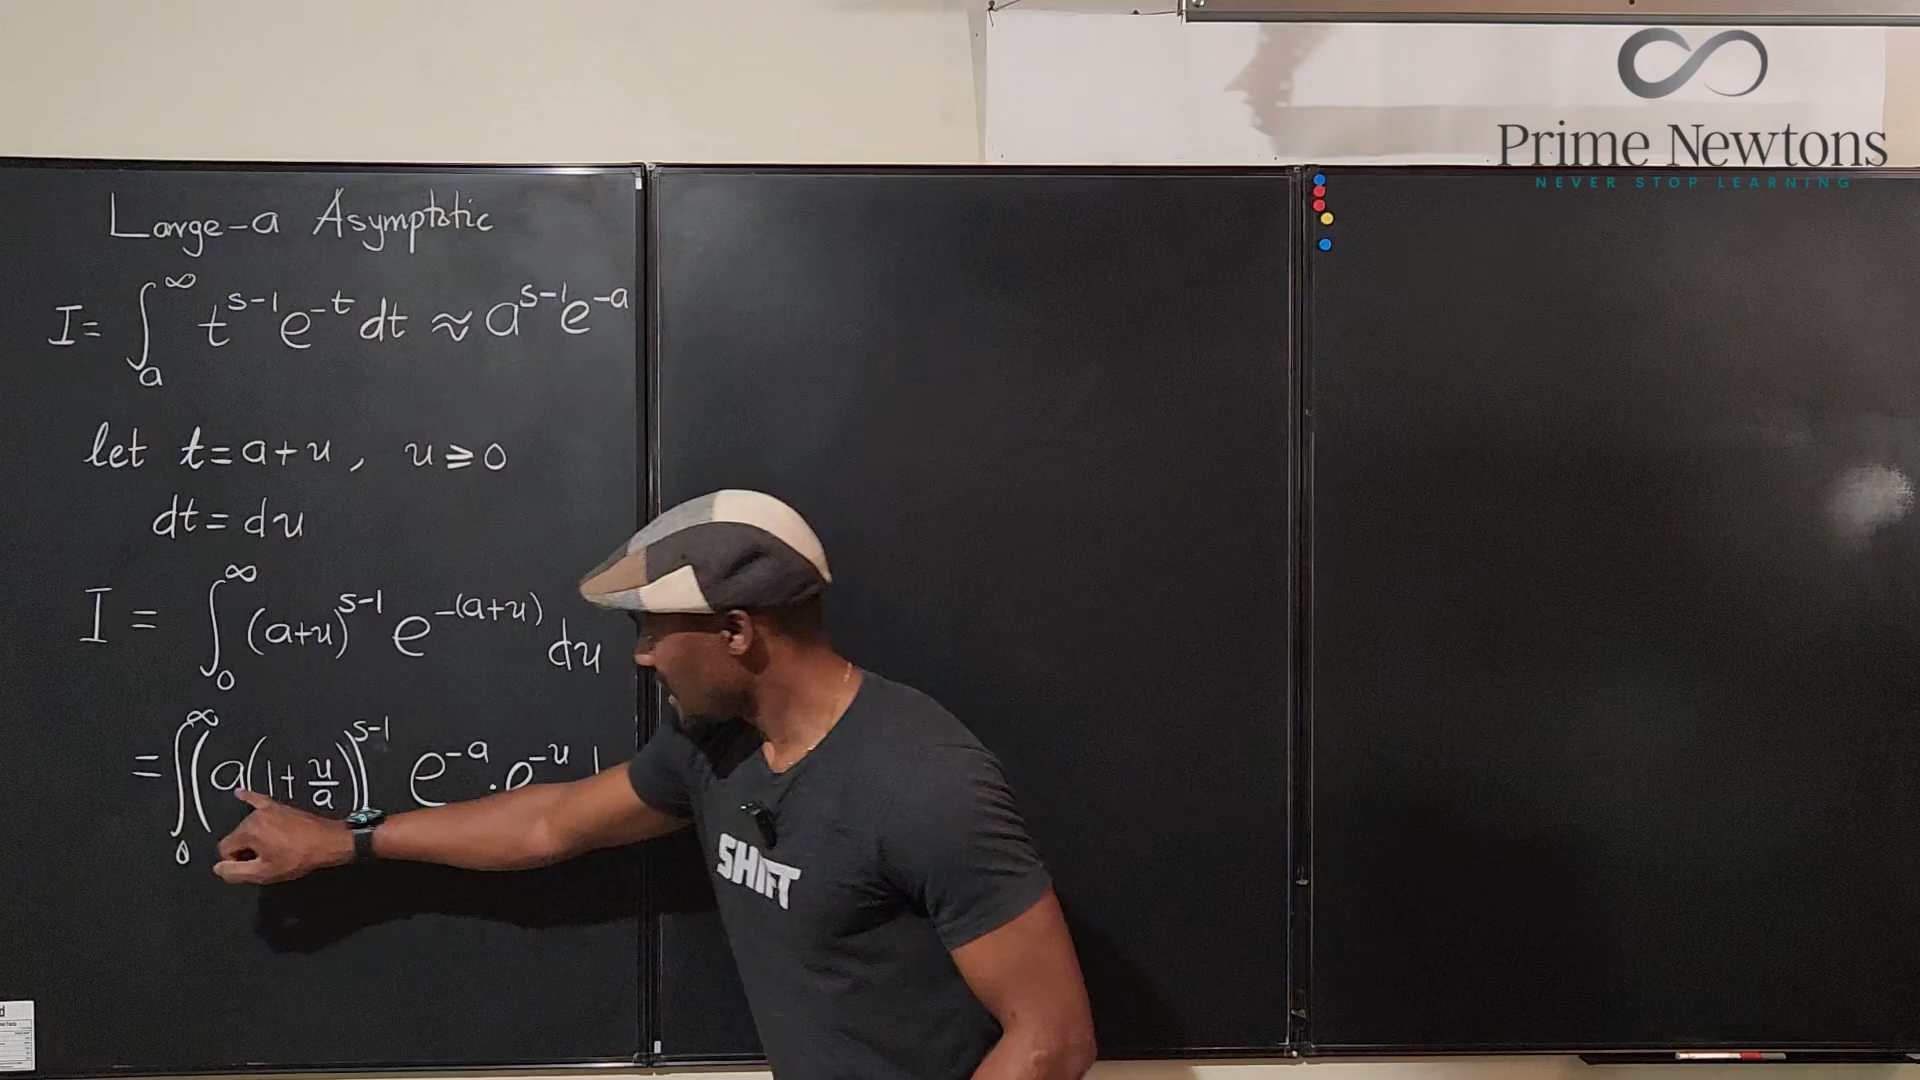 Large-a Asymptotic
I = ∫_a^∞ t^{s-1} e^{-t} dt ≈ a^{s-1} e^{-a}
let t = a+u, u ≥ 0
dt = du
I = ∫_0^∞ (a+u)^{s-1} e^{-(a+u)} du
= ∫_0^∞ (a(1+u/a))^{s-1} e^{-a} · e^{-u}
SHIFT
Prime Newtons
NEVER STOP LEARNING